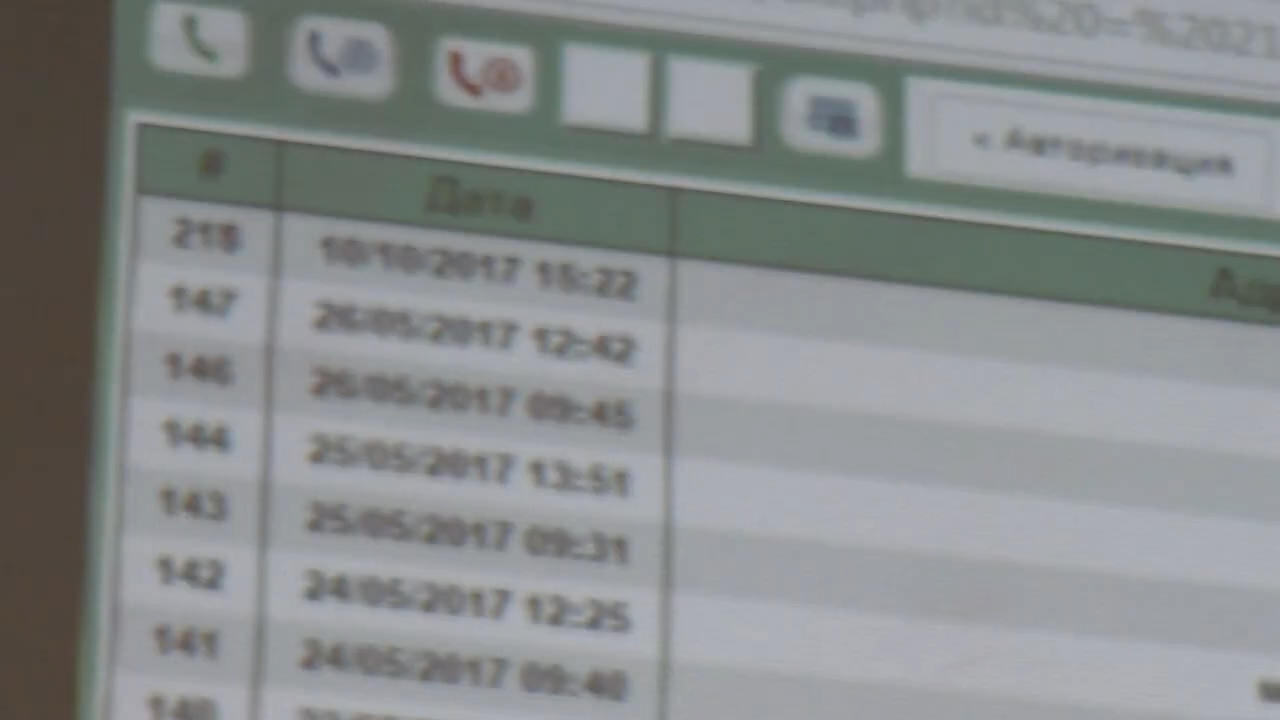 < Авторизация
# Дата
218 10/10/2017 15:22
147 26/05/2017 12:42
146 26/05/2017 09:45
144 25/05/2017 13:51
143 25/05/2017 09:31
142 24/05/2017 12:25
141 24/05/2017 09:40
140